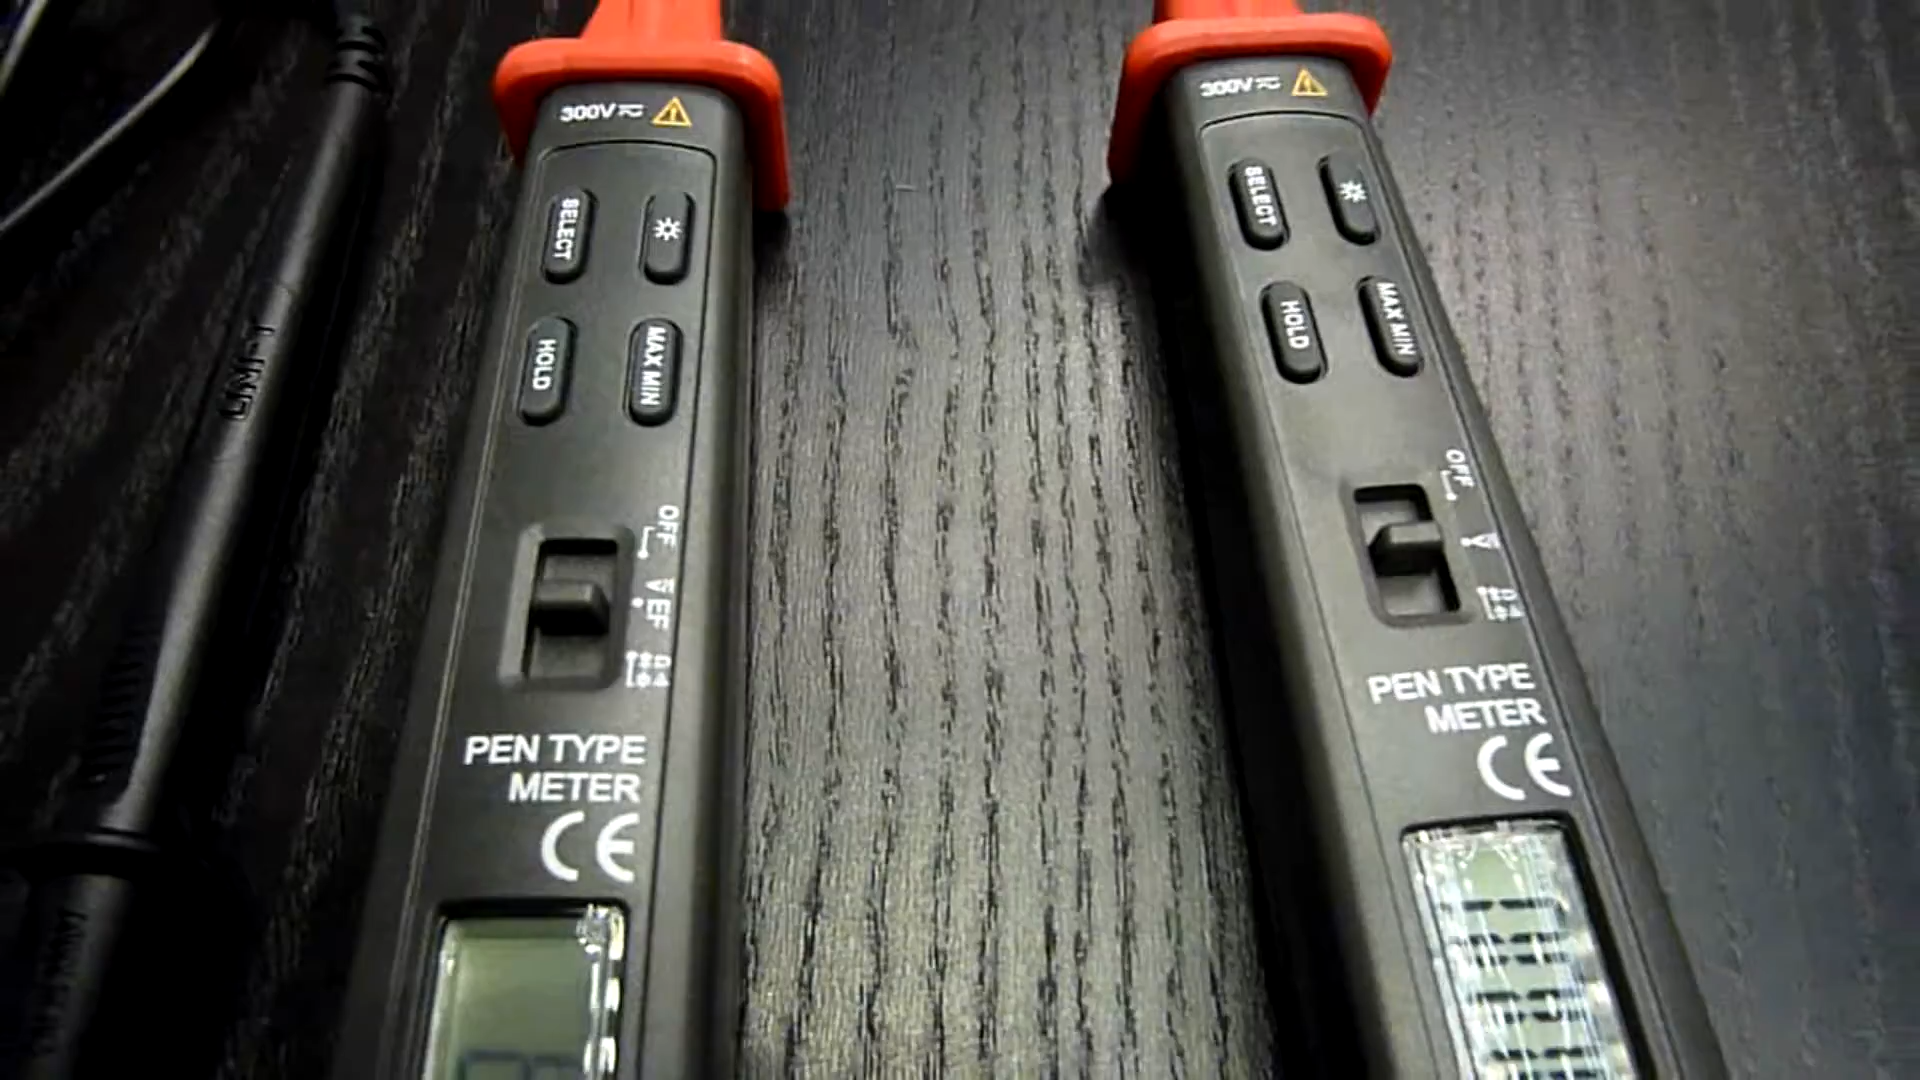 300V
SELECT
HOLD
MAX MIN
OFF
V
EF
PEN TYPE
METER
CE
300V
SELECT
HOLD
MAX MIN
OFF
V
PEN TYPE
METER
CE
UNI-T